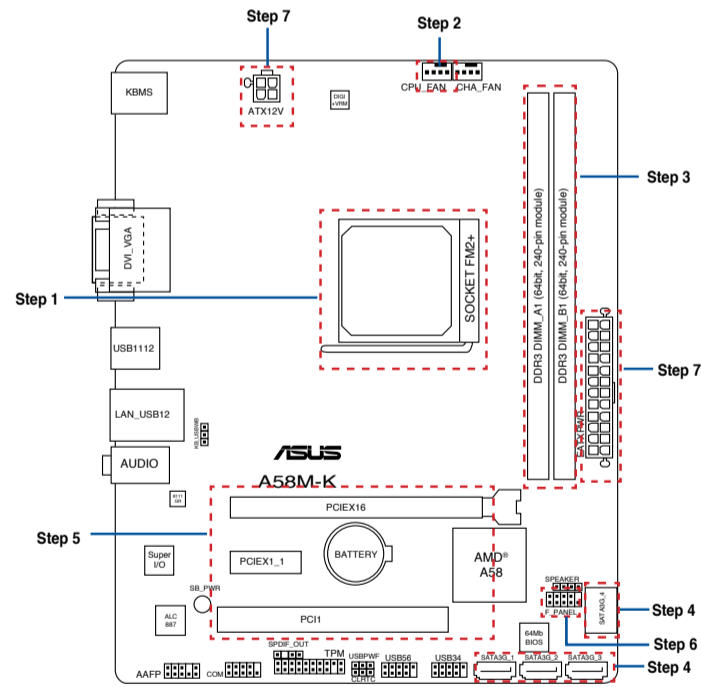 Step 7
Step 2
KBMS
ATX12V
DIGI
+VRM
CPU_FAN
CHA_FAN
Step 3
DVI_VGA
SOCKET FM2+
DDR3 DIMM_A1 (64bit, 240-pin module)
DDR3 DIMM_B1 (64bit, 240-pin module)
Step 1
USB1112
EATXPWR
Step 7
LAN_USB12
KB_USBWB
AUDIO
ASUS
A58M-K
8111
GR
PCIEX16
Step 5
Super
I/O
PCIEX1_1
BATTERY
AMD®
A58
SB_PWR
SPEAKER
F_PANEL
SATA3G_4
Step 4
ALC
887
PCI1
64Mb
BIOS
Step 6
SPDIF_OUT
TPM
USBPWF
USB56
USB34
SATA3G_1
SATA3G_2
SATA3G_3
Step 4
AAFP
COM
CLRTC